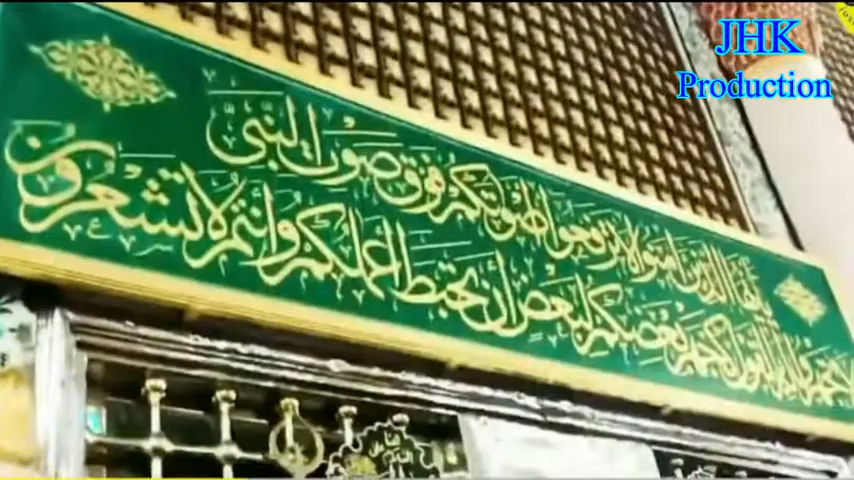 JHK
Production
يا أيها الذين آمنوا لا ترفعوا أصواتكم فوق صوت النبي
ولا تجهروا له بالقول كجهر بعضكم لبعض أن تحبط أعمالكم وأنتم لا تشعرون